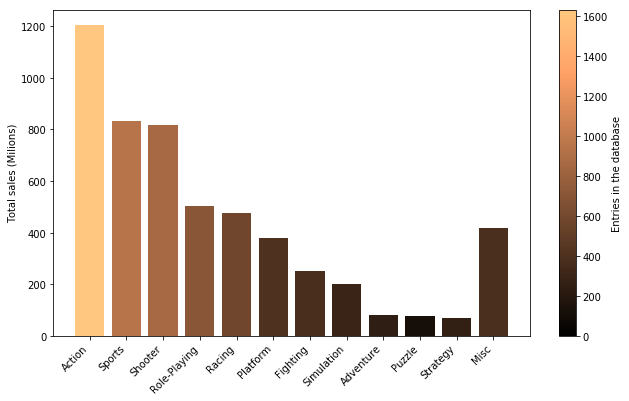 Total sales (Milions)
1200
1000
800
600
400
200
0
Action
Sports
Shooter
Role-Playing
Racing
Platform
Fighting
Simulation
Adventure
Puzzle
Strategy
Misc
1600
1400
1200
1000
800
600
400
200
0
Entries in the database